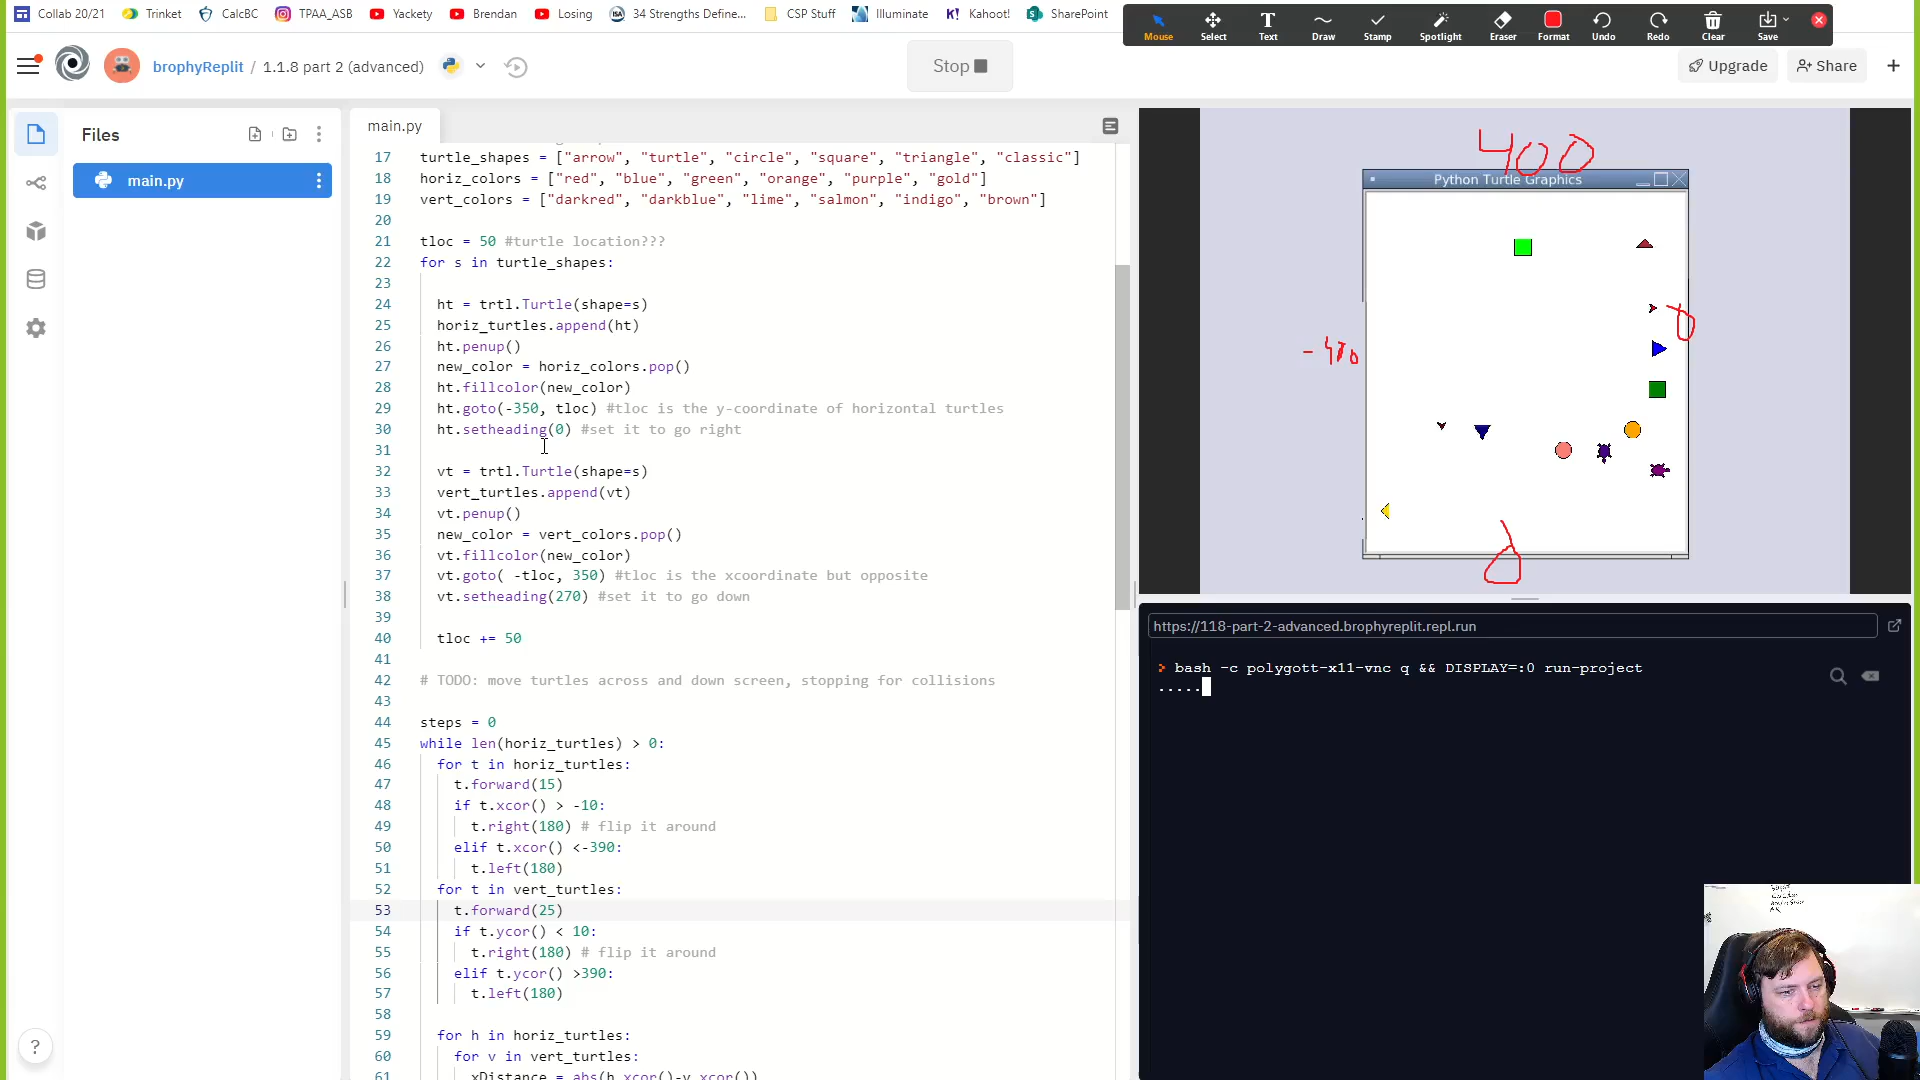 Collab 20/21 Trinket CalcBC TPAA_ASB Yackety Brendan Losing 34 Strengths Define... CSP Stuff Illuminate Kahoot! SharePoint
Mouse Select Text Draw Stamp Spotlight Eraser Format Undo Redo Clear Save
brophyReplit / 1.1.8 part 2 (advanced)
Stop
Upgrade Share
Files
main.py
main.py
17 turtle_shapes = ["arrow", "turtle", "circle", "square", "triangle", "classic"]
18 horiz_colors = ["red", "blue", "green", "orange", "purple", "gold"]
19 vert_colors = ["darkred", "darkblue", "lime", "salmon", "indigo", "brown"]
20
21 tloc = 50 #turtle location???
22 for s in turtle_shapes:
23
24 ht = trtl.Turtle(shape=s)
25 horiz_turtles.append(ht)
26 ht.penup()
27 new_color = horiz_colors.pop()
28 ht.fillcolor(new_color)
29 ht.goto(-350, tloc) #tloc is the y-coordinate of horizontal turtles
30 ht.setheading(0) #set it to go right
31
32 vt = trtl.Turtle(shape=s)
33 vert_turtles.append(vt)
34 vt.penup()
35 new_color = vert_colors.pop()
36 vt.fillcolor(new_color)
37 vt.goto( -tloc, 350) #tloc is the xcoordinate but opposite
38 vt.setheading(270) #set it to go down
39
40 tloc += 50
41
42 # TODO: move turtles across and down screen, stopping for collisions
43
44 steps = 0
45 while len(horiz_turtles) > 0:
46 for t in horiz_turtles:
47 t.forward(15)
48 if t.xcor() > -10:
49 t.right(180) # flip it around
50 elif t.xcor() <-390:
51 t.left(180)
52 for t in vert_turtles:
53 t.forward(25)
54 if t.ycor() < 10:
55 t.right(180) # flip it around
56 elif t.ycor() >390:
57 t.left(180)
58
59 for h in horiz_turtles:
60 for v in vert_turtles:
61 xDistance = abs(h.xcor()-v.xcor())
400
Python Turtle Graphics
0
0
https://118-part-2-advanced.brophyreplit.repl.run
> bash -c polygott-x11-vnc q && DISPLAY=:0 run-project
.....
?